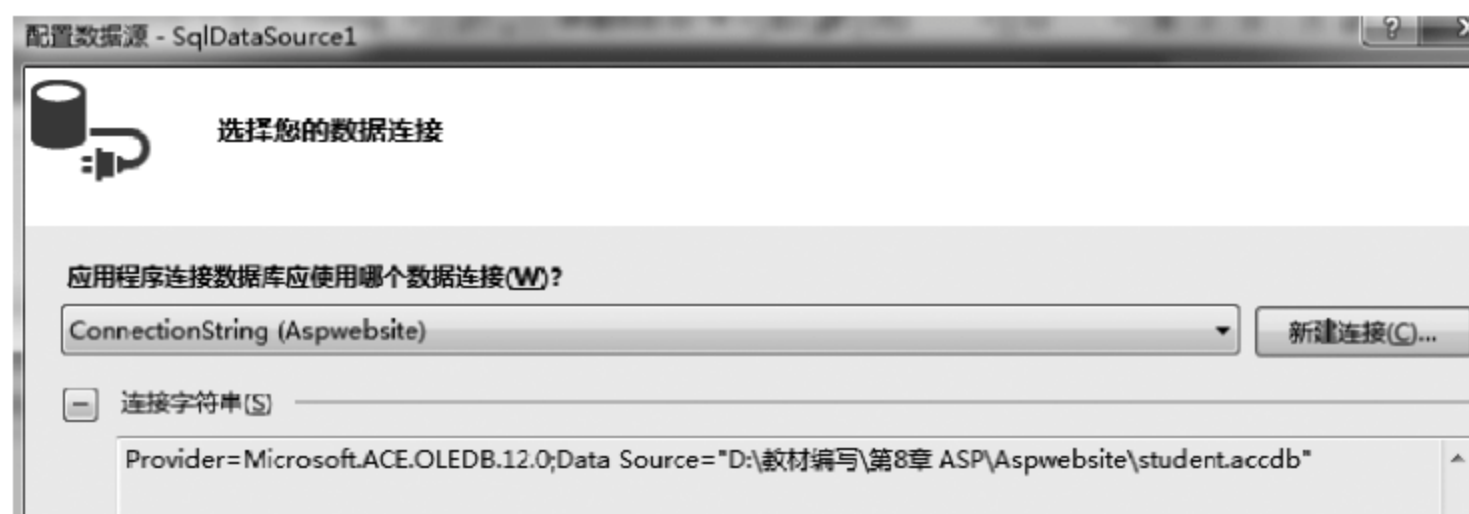 配置数据源 - SqlDataSource1
选择您的数据连接
应用程序连接数据库应使用哪个数据连接(W)?
ConnectionString (Aspwebsite)
新建连接(C)...
连接字符串(S)
Provider=Microsoft.ACE.OLEDB.12.0;Data Source="D:\教材编写\第8章 ASP\Aspwebsite\student.accdb"